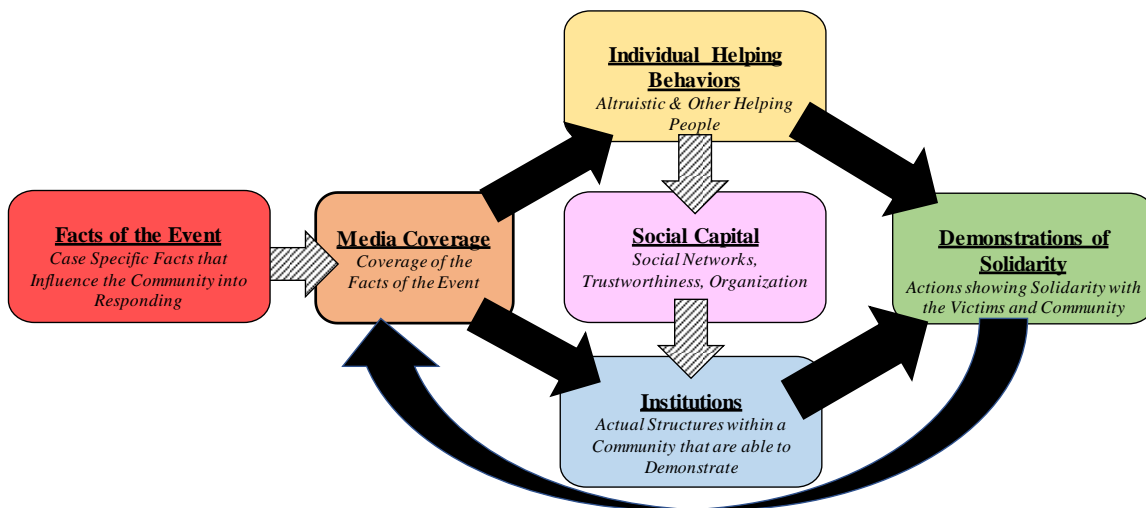 Individual Helping
Behaviors
Altruistic & Other Helping
People
Facts of the Event
Case Specific Facts that
Influence the Community into
Responding
Media Coverage
Coverage of the
Facts of the Event
Social Capital
Social Networks,
Trustworthiness, Organization
Demonstrations of
Solidarity
Actions showing Solidarity with
the Victims and Community
Institutions
Actual Structures within a
Community that are able to
Demonstrate